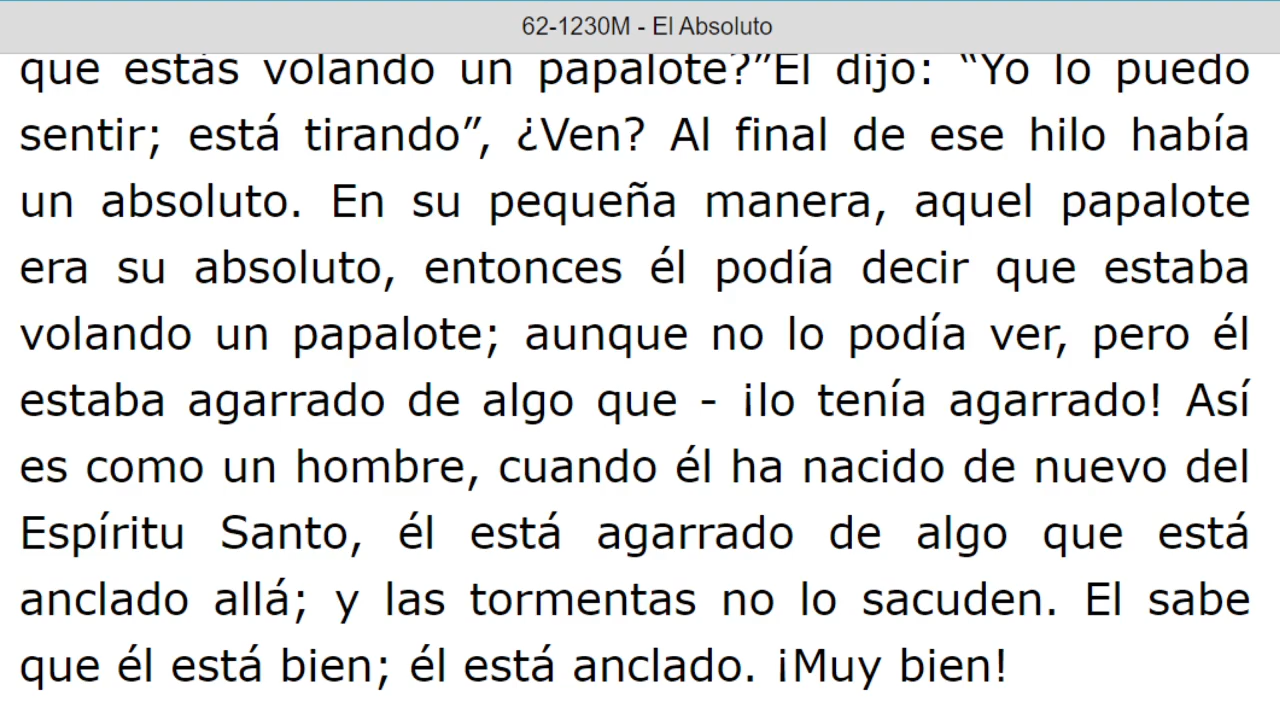 62-1230M - El Absoluto
que estás volando un papalote?”El dijo: “Yo lo puedo
sentir; está tirando”, ¿Ven? Al final de ese hilo había
un absoluto. En su pequeña manera, aquel papalote
era su absoluto, entonces él podía decir que estaba
volando un papalote; aunque no lo podía ver, pero él
estaba agarrado de algo que - ¡lo tenía agarrado! Así
es como un hombre, cuando él ha nacido de nuevo del
Espíritu Santo, él está agarrado de algo que está
anclado allá; y las tormentas no lo sacuden. El sabe
que él está bien; él está anclado. ¡Muy bien!